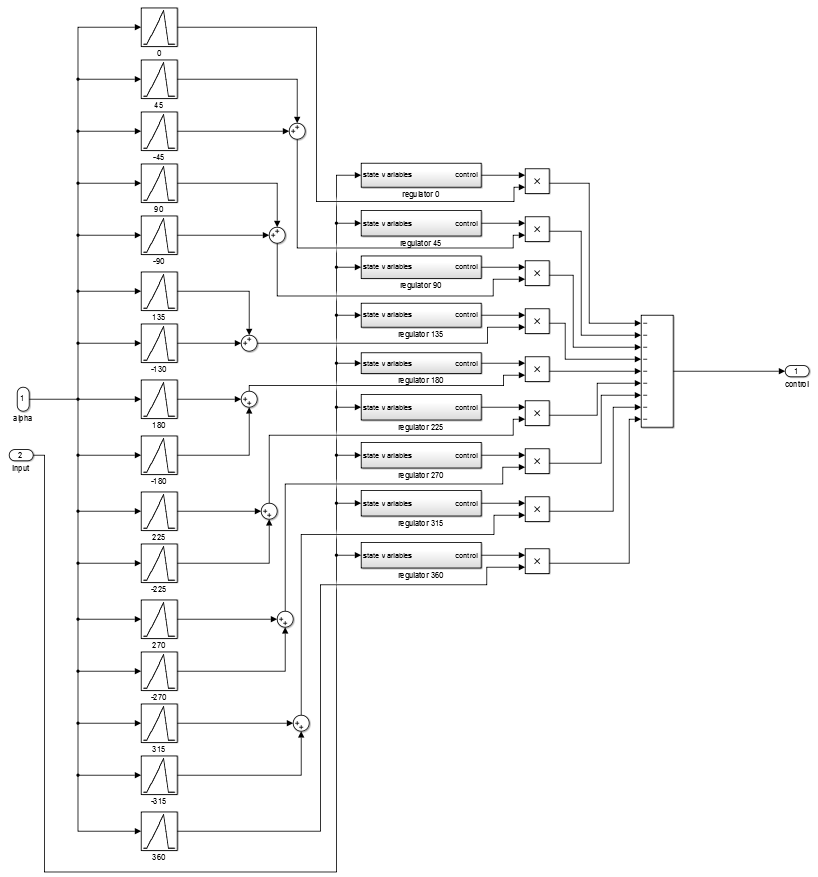 0
45
-45
90
-90
135
-130
1
alpha
180
2
input
-180
225
-225
270
-270
315
-315
360
state variables control
regulator 0
×
state variables control
regulator 45
×
state variables control
regulator 90
×
state variables control
regulator 135
×
state variables control
regulator 180
×
state variables control
regulator 225
×
state variables control
regulator 270
×
state variables control
regulator 315
×
state variables control
regulator 360
×
1
control